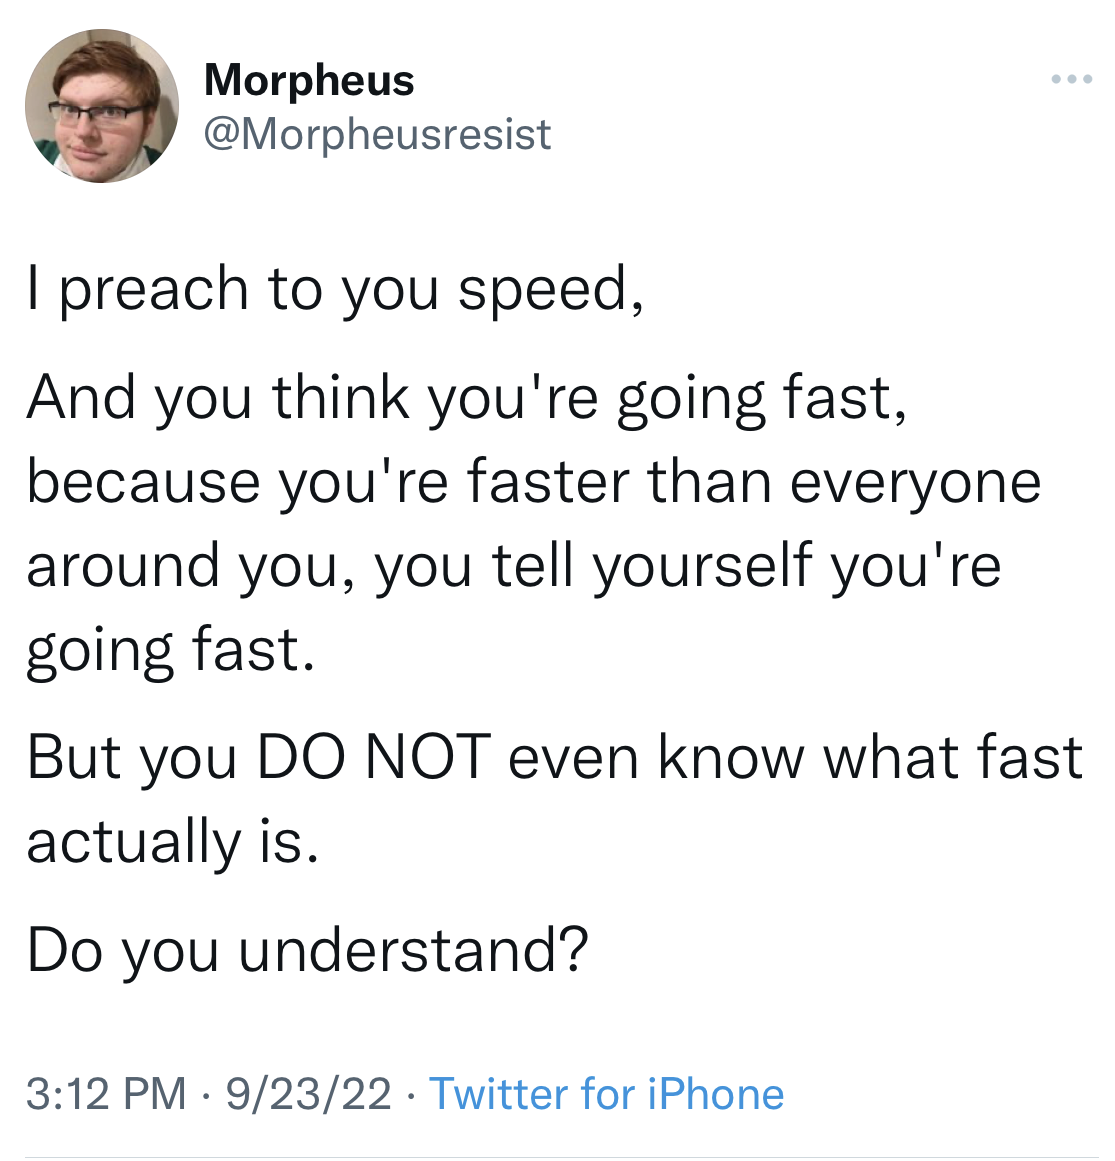 Morpheus
@Morpheusresist
I preach to you speed,
And you think you're going fast,
because you're faster than everyone
around you, you tell yourself you're
going fast.
But you DO NOT even know what fast
actually is.
Do you understand?
3:12 PM · 9/23/22 · Twitter for iPhone